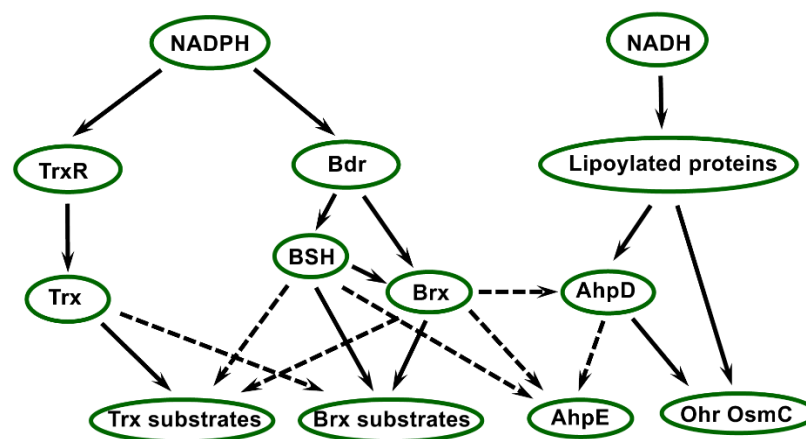 NADPH
NADH
TrxR
Bdr
Lipoylated proteins
BSH
Trx
Brx
AhpD
Trx substrates
Brx substrates
AhpE
Ohr OsmC